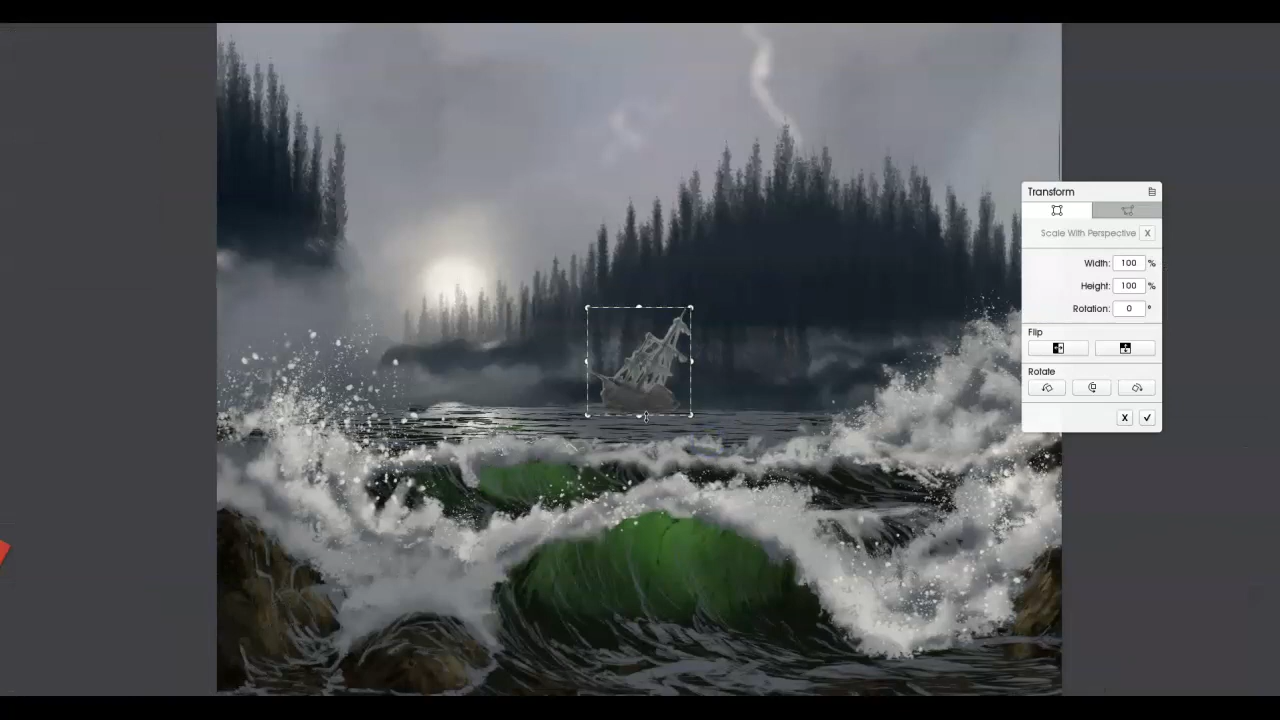 Transform
Scale With Perspective X
Width: 100 %
Height: 100 %
Rotation: 0 °
Flip
Rotate
X